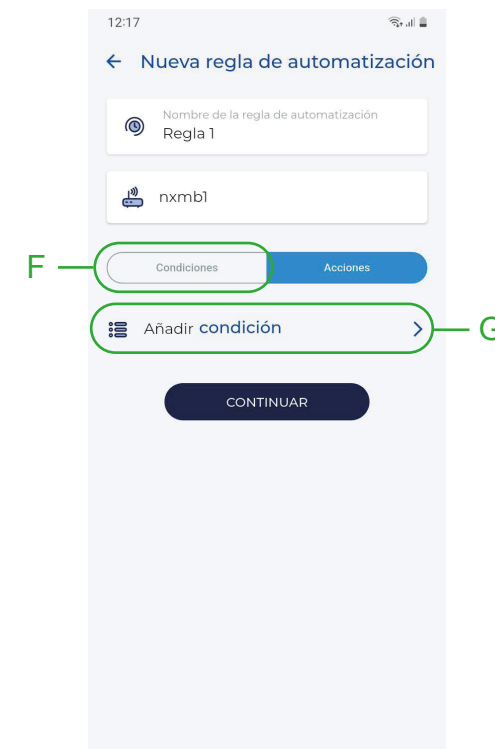 12:17
Nueva regla de automatización
Nombre de la regla de automatización
Regla 1
nxmb1
F
Condiciones
Acciones
Añadir condición
G
CONTINUAR